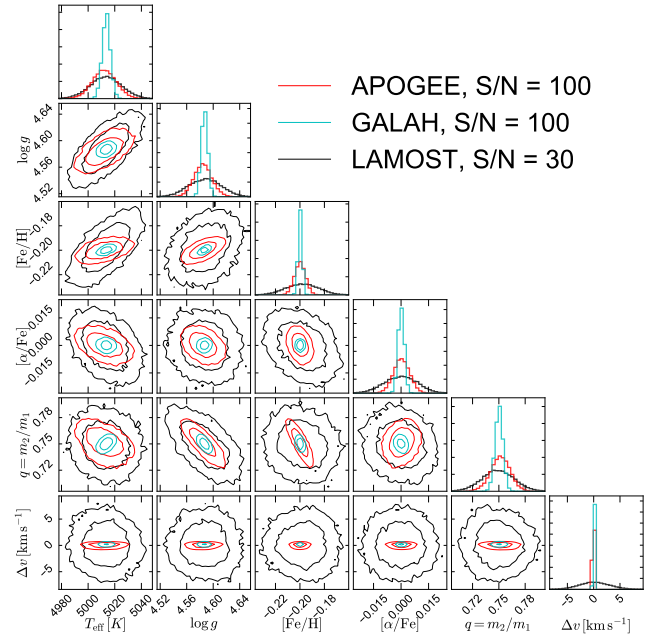 APOGEE, S/N = 100
GALAH, S/N = 100
LAMOST, S/N = 30
log g
4.64
4.60
4.56
4.52
[Fe/H]
−0.18
−0.20
−0.22
[α/Fe]
0.015
0.000
−0.015
q = m₂/m₁
0.78
0.75
0.72
Δv [km s⁻¹]
5
0
−5
4980 5000 5020 5040
4.52 4.56 4.60 4.64
−0.22 −0.20 −0.18
−0.015 0.000 0.015
0.72 0.75 0.78
−5 0 5
T_eff [K] log g [Fe/H] [α/Fe] q = m₂/m₁ Δv [km s⁻¹]